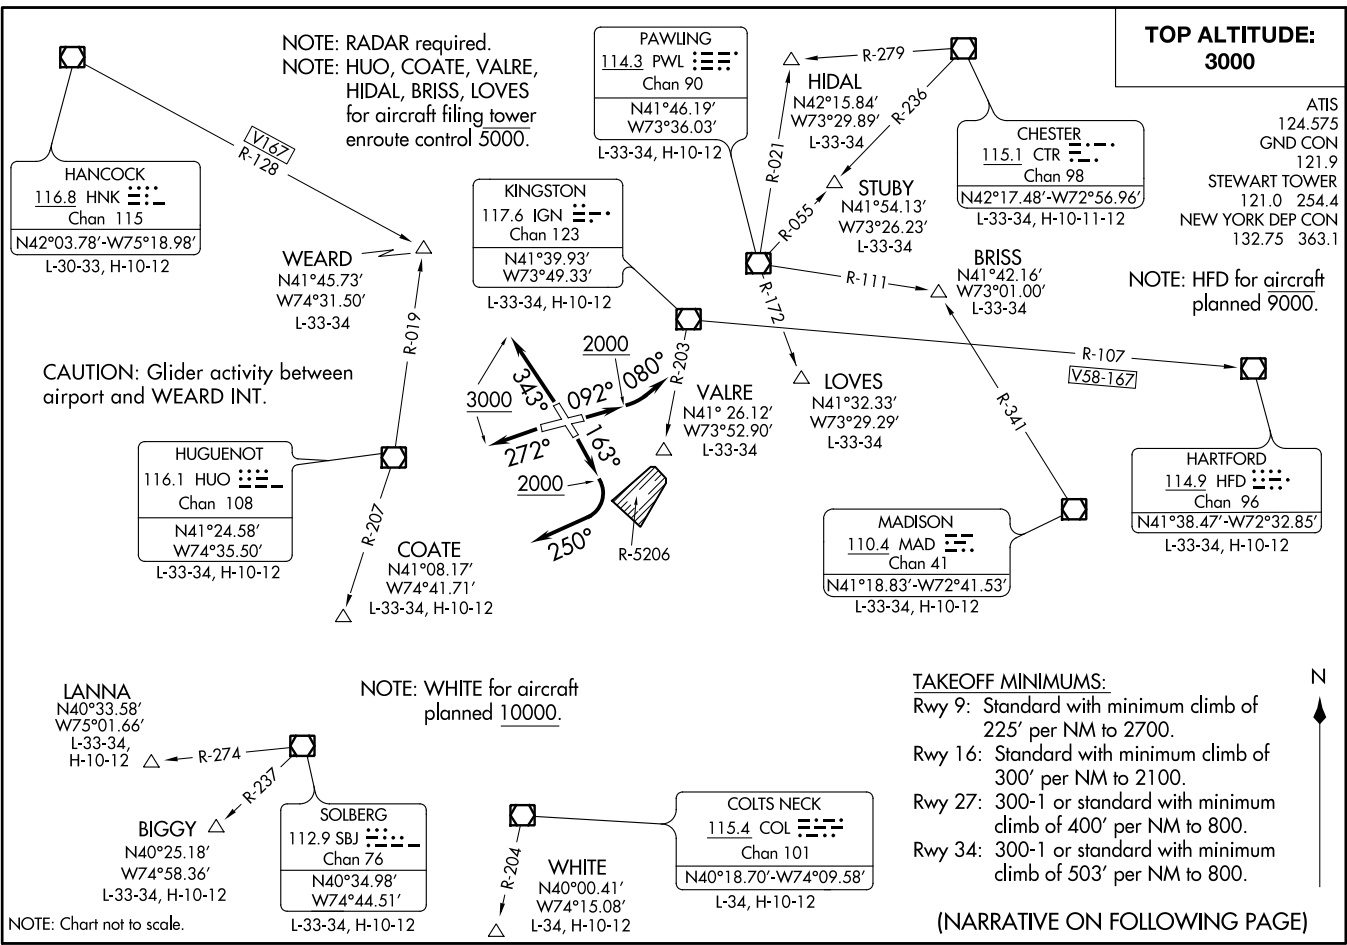 TOP ALTITUDE:
3000
ATIS
124.575
GND CON
121.9
STEWART TOWER
121.0 254.4
NEW YORK DEP CON
132.75 363.1
NOTE: RADAR required.
NOTE: HUO, COATE, VALRE,
HIDAL, BRISS, LOVES
for aircraft filing tower
enroute control 5000.
V167
R-128
HANCOCK
116.8 HNK
Chan 115
N42°03.78'-W75°18.98'
L-30-33, H-10-12
WEARD
N41°45.73'
W74°31.50'
L-33-34
R-019
CAUTION: Glider activity between
airport and WEARD INT.
HUGUENOT
116.1 HUO
Chan 108
N41°24.58'
W74°35.50'
L-33-34, H-10-12
R-207
COATE
N41°08.17'
W74°41.71'
L-33-34, H-10-12
PAWLING
114.3 PWL
Chan 90
N41°46.19'
W73°36.03'
L-33-34, H-10-12
KINGSTON
117.6 IGN
Chan 123
N41°39.93'
W73°49.33'
L-33-34, H-10-12
R-279
HIDAL
N42°15.84'
W73°29.89'
L-33-34
R-236
R-021
R-055
STUBY
N41°54.13'
W73°26.23'
L-33-34
CHESTER
115.1 CTR
Chan 98
N42°17.48'-W72°56.96'
L-33-34, H-10-11-12
R-111
BRISS
N41°42.16'
W73°01.00'
L-33-34
NOTE: HFD for aircraft
planned 9000.
R-172
R-203
R-107
V58-167
343°
3000
092°
2000
080°
272°
163°
2000
250°
VALRE
N41° 26.12'
W73°52.90'
L-33-34
LOVES
N41°32.33'
W73°29.29'
L-33-34
R-341
R-5206
MADISON
110.4 MAD
Chan 41
N41°18.83'-W72°41.53'
L-33-34, H-10-12
HARTFORD
114.9 HFD
Chan 96
N41°38.47'-W72°32.85'
L-33-34, H-10-12
LANNA
N40°33.58'
W75°01.66'
L-33-34,
H-10-12
R-274
R-237
BIGGY
N40°25.18'
W74°58.36'
L-33-34, H-10-12
SOLBERG
112.9 SBJ
Chan 76
N40°34.98'
W74°44.51'
L-33-34, H-10-12
NOTE: WHITE for aircraft
planned 10000.
R-204
WHITE
N40°00.41'
W74°15.08'
L-34, H-10-12
COLTS NECK
115.4 COL
Chan 101
N40°18.70'-W74°09.58'
L-34, H-10-12
TAKEOFF MINIMUMS:
Rwy 9: Standard with minimum climb of
225' per NM to 2700.
Rwy 16: Standard with minimum climb of
300' per NM to 2100.
Rwy 27: 300-1 or standard with minimum
climb of 400' per NM to 800.
Rwy 34: 300-1 or standard with minimum
climb of 503' per NM to 800.
N
NOTE: Chart not to scale.
(NARRATIVE ON FOLLOWING PAGE)